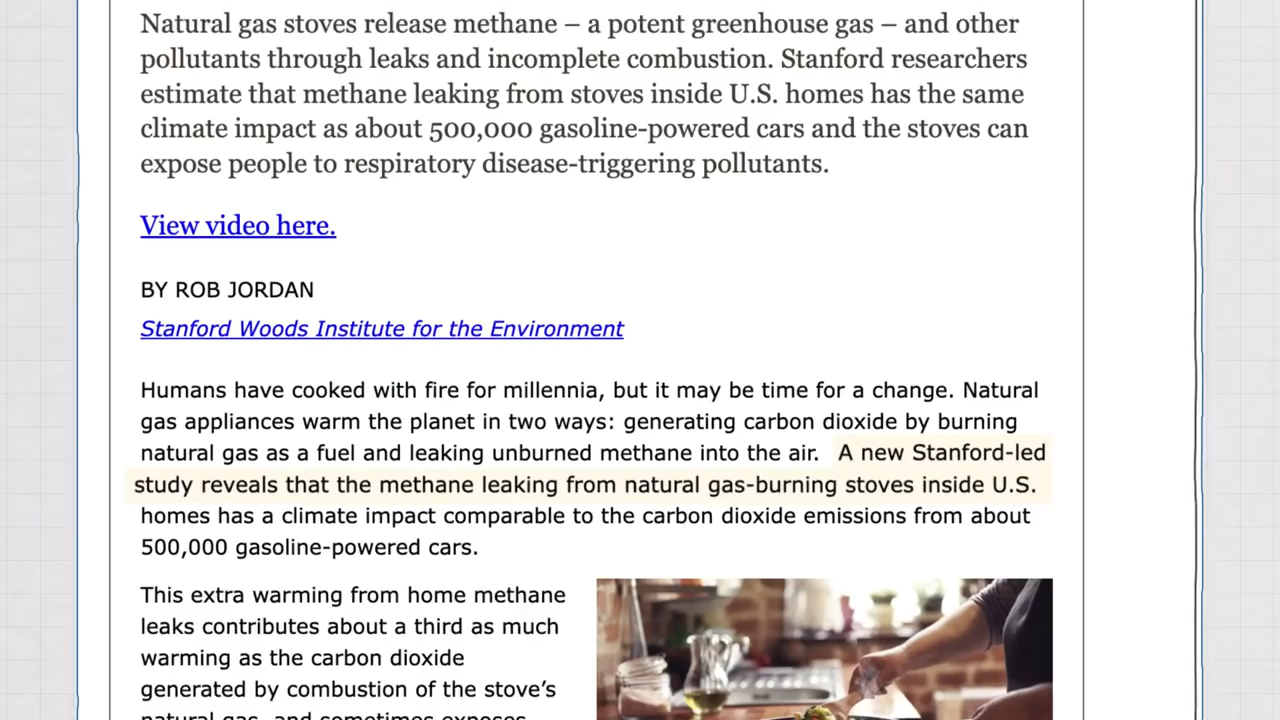 Natural gas stoves release methane – a potent greenhouse gas – and other
pollutants through leaks and incomplete combustion. Stanford researchers
estimate that methane leaking from stoves inside U.S. homes has the same
climate impact as about 500,000 gasoline-powered cars and the stoves can
expose people to respiratory disease-triggering pollutants.
View video here.
BY ROB JORDAN
Stanford Woods Institute for the Environment
Humans have cooked with fire for millennia, but it may be time for a change. Natural
gas appliances warm the planet in two ways: generating carbon dioxide by burning
natural gas as a fuel and leaking unburned methane into the air. A new Stanford-led
study reveals that the methane leaking from natural gas-burning stoves inside U.S.
homes has a climate impact comparable to the carbon dioxide emissions from about
500,000 gasoline-powered cars.
This extra warming from home methane
leaks contributes about a third as much
warming as the carbon dioxide
generated by combustion of the stove's
natural gas, and sometimes exposes